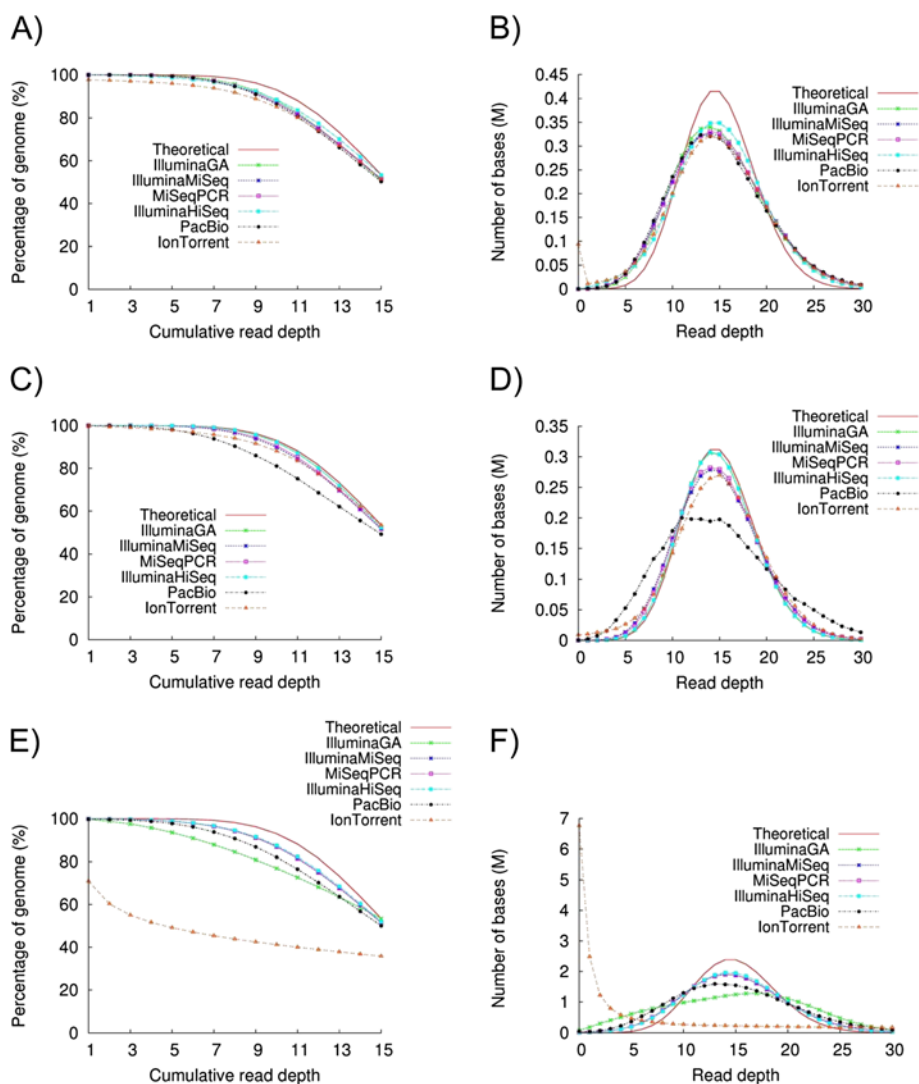 A)
Percentage of genome (%)
100
80
60
40
20
0
Theoretical
IlluminaGA
IlluminaMiSeq
MiSeqPCR
IlluminaHiSeq
PacBio
IonTorrent
1 3 5 7 9 11 13 15
Cumulative read depth
B)
Number of bases (M)
0.45
0.4
0.35
0.3
0.25
0.2
0.15
0.1
0.05
0
Theoretical
IlluminaGA
IlluminaMiSeq
MiSeqPCR
IlluminaHiSeq
PacBio
IonTorrent
0 5 10 15 20 25 30
Read depth
C)
Percentage of genome (%)
100
80
60
40
20
0
Theoretical
IlluminaGA
IlluminaMiSeq
MiSeqPCR
IlluminaHiSeq
PacBio
IonTorrent
1 3 5 7 9 11 13 15
Cumulative read depth
D)
Number of bases (M)
0.35
0.3
0.25
0.2
0.15
0.1
0.05
0
Theoretical
IlluminaGA
IlluminaMiSeq
MiSeqPCR
IlluminaHiSeq
PacBio
IonTorrent
0 5 10 15 20 25 30
Read depth
E)
Theoretical
IlluminaGA
IlluminaMiSeq
MiSeqPCR
IlluminaHiSeq
PacBio
IonTorrent
Percentage of genome (%)
100
80
60
40
20
0
1 3 5 7 9 11 13 15
Cumulative read depth
F)
Number of bases (M)
7
6
5
4
3
2
1
0
Theoretical
IlluminaGA
IlluminaMiSeq
MiSeqPCR
IlluminaHiSeq
PacBio
IonTorrent
0 5 10 15 20 25 30
Read depth